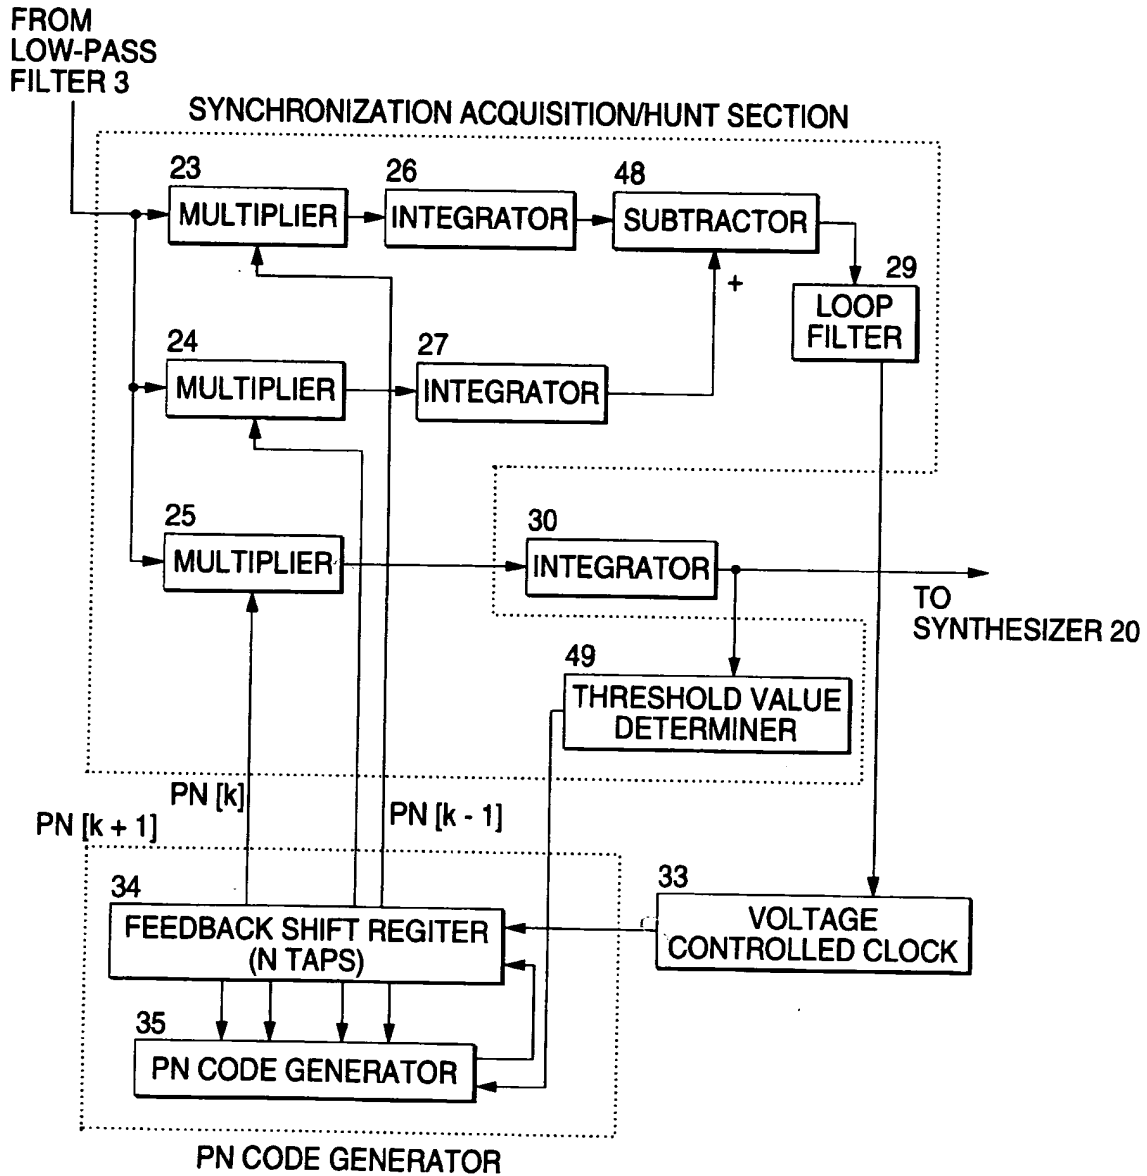 FROM
LOW-PASS
FILTER 3
SYNCHRONIZATION ACQUISITION/HUNT SECTION
23
MULTIPLIER
26
INTEGRATOR
48
SUBTRACTOR
+
29
LOOP
FILTER
24
MULTIPLIER
27
INTEGRATOR
25
MULTIPLIER
30
INTEGRATOR
TO
SYNTHESIZER 20
49
THRESHOLD VALUE
DETERMINER
PN [k]
PN [k + 1]
PN [k - 1]
34
FEEDBACK SHIFT REGITER
(N TAPS)
33
VOLTAGE
CONTROLLED CLOCK
35
PN CODE GENERATOR
PN CODE GENERATOR